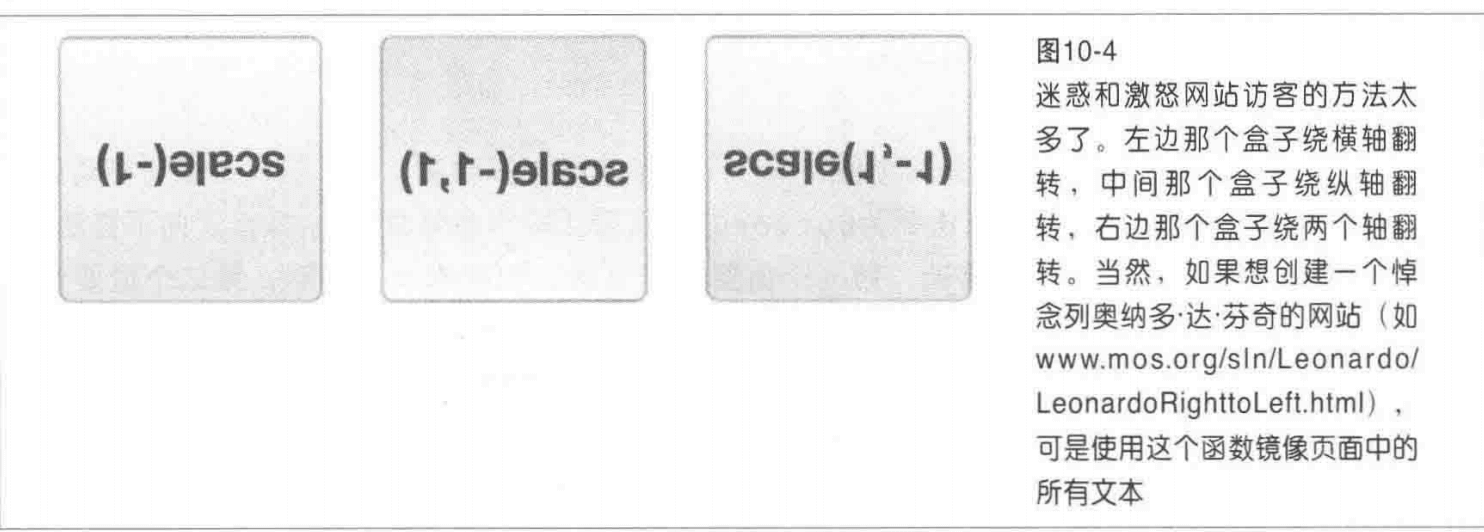 scale(-1)
scale(-1,1)
scale(1,-1)
图10-4
迷惑和激怒网站访客的方法太
多了。左边那个盒子绕横轴翻
转，中间那个盒子绕纵轴翻
转，右边那个盒子绕两个轴翻
转。当然，如果想创建一个悼
念列奥纳多·达·芬奇的网站（如
www.mos.org/sln/Leonardo/
LeonardoRighttoLeft.html），
可是使用这个函数镜像页面中的
所有文本